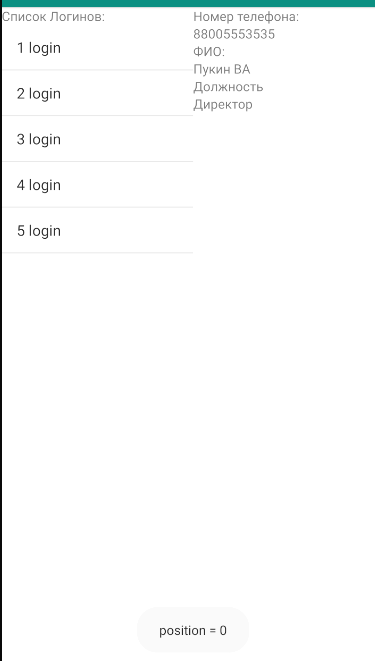 Список Логинов:
1 login
2 login
3 login
4 login
5 login
Номер телефона:
88005553535
ФИО:
Пукин ВА
Должность
Директор
position = 0